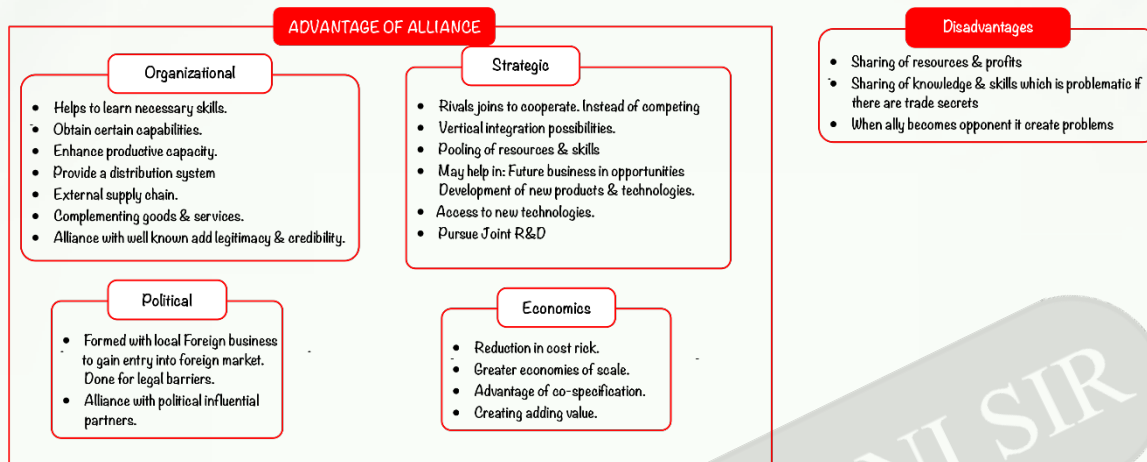 ADVANTAGE OF ALLIANCE
Organizational
• Helps to learn necessary skills.
• Obtain certain capabilities.
• Enhance productive capacity.
• Provide a distribution system
• External supply chain.
• Complementing goods & services.
• Alliance with well known add legitimacy & credibility.
Strategic
• Rivals joins to cooperate. Instead of competing
• Vertical integration possibilities.
• Pooling of resources & skills
• May help in: Future business in opportunities
Development of new products & technologies.
• Access to new technologies.
• Pursue Joint R&D
Political
• Formed with local Foreign business
to gain entry into foreign market.
Done for legal barriers.
• Alliance with political influential
partners.
Economics
• Reduction in cost rick.
• Greater economies of scale.
• Advantage of co-specification.
• Creating adding value.
Disadvantages
• Sharing of resources & profits
• Sharing of knowledge & skills which is problematic if
there are trade secrets
• When ally becomes opponent it create problems
SIR